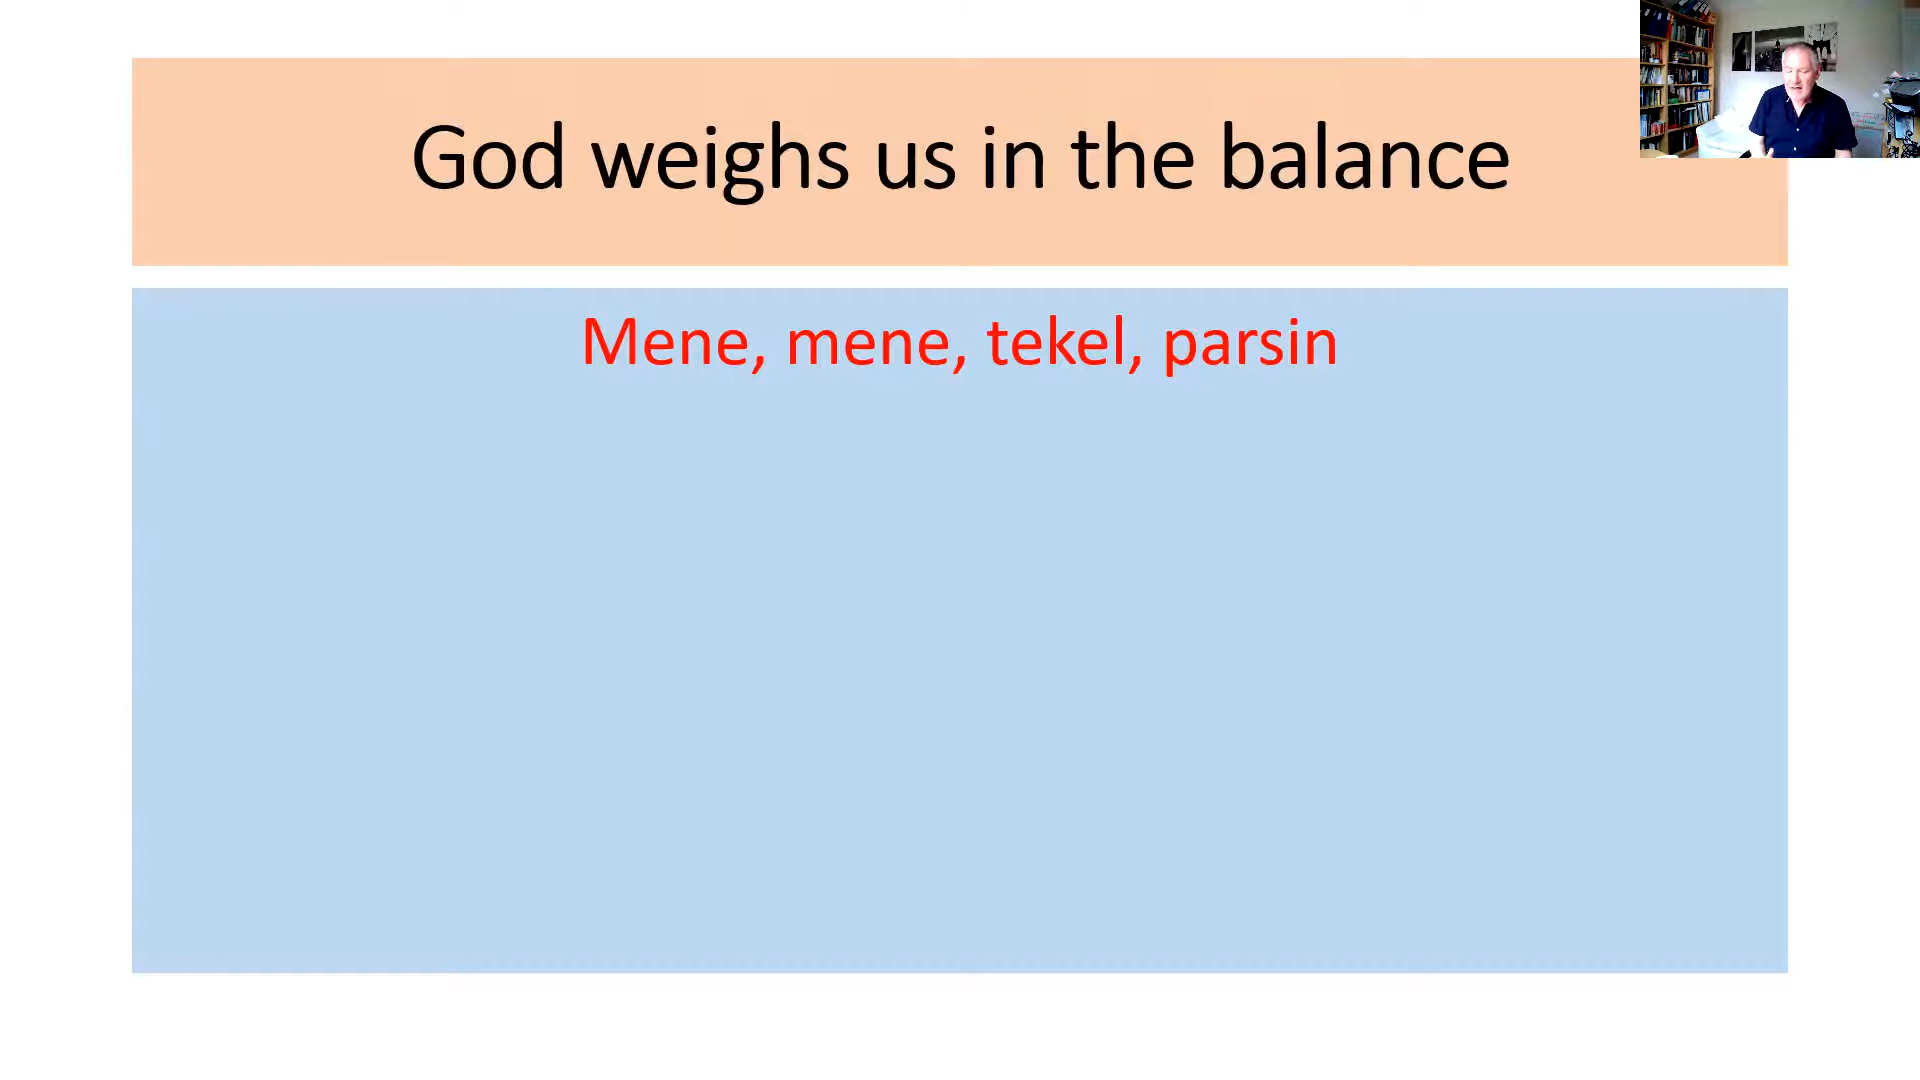 God weighs us in the balance
Mene, mene, tekel, parsin